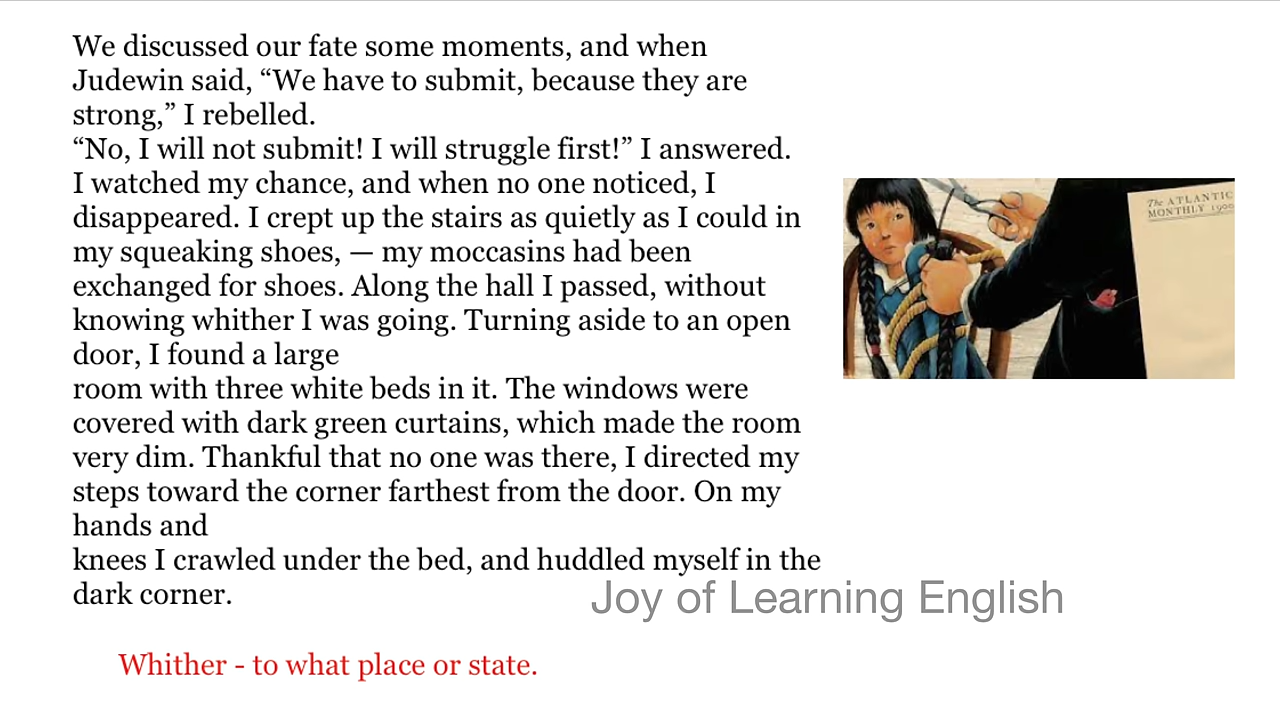 We discussed our fate some moments, and when
Judewin said, “We have to submit, because they are
strong,” I rebelled.
“No, I will not submit! I will struggle first!” I answered.
I watched my chance, and when no one noticed, I
disappeared. I crept up the stairs as quietly as I could in
my squeaking shoes, — my moccasins had been
exchanged for shoes. Along the hall I passed, without
knowing whither I was going. Turning aside to an open
door, I found a large
room with three white beds in it. The windows were
covered with dark green curtains, which made the room
very dim. Thankful that no one was there, I directed my
steps toward the corner farthest from the door. On my
hands and
knees I crawled under the bed, and huddled myself in the
dark corner.
The ATLANTIC
MONTHLY 1900
Joy of Learning English
Whither - to what place or state.